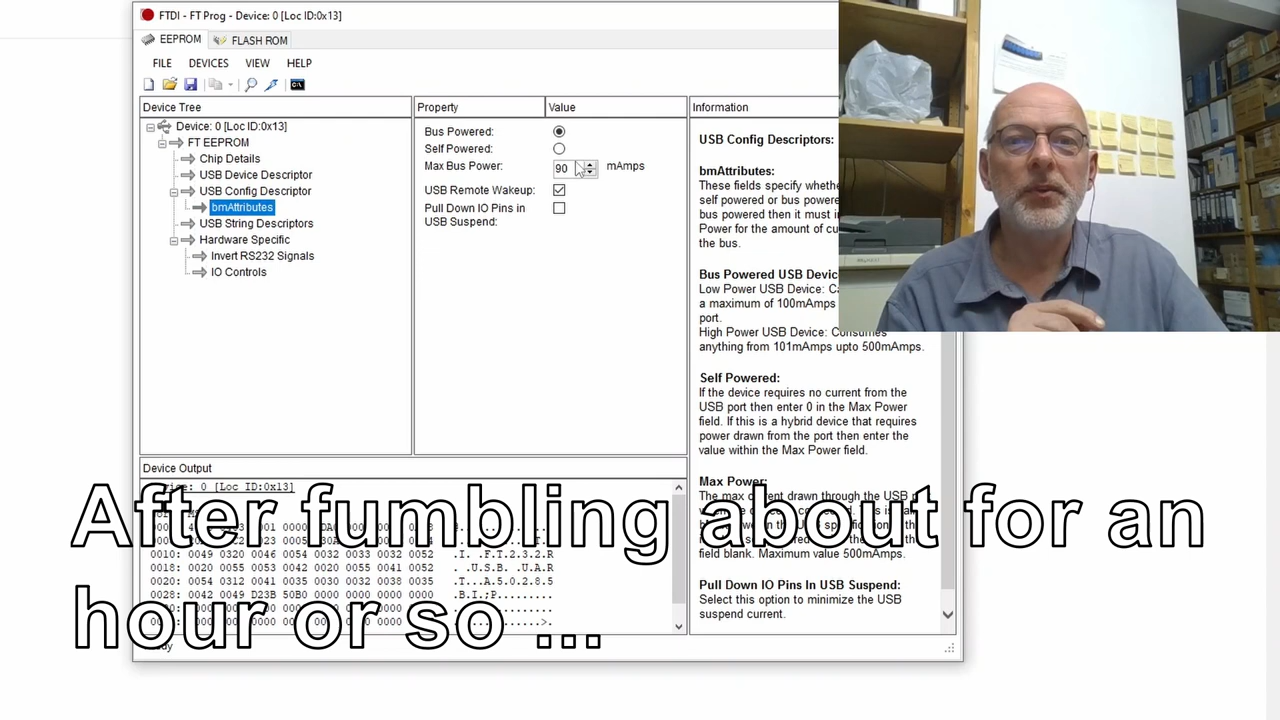 FTDI - FT Prog - Device: 0 [Loc ID:0x13]
EEPROM
FLASH ROM
FILE DEVICES VIEW HELP
Device Tree
Device: 0 [Loc ID:0x13]
FT EEPROM
Chip Details
USB Device Descriptor
USB Config Descriptor
bmAttributes
USB String Descriptors
Hardware Specific
Invert RS232 Signals
IO Controls
Property Value
Bus Powered:
Self Powered:
Max Bus Power: 90 mAmps
USB Remote Wakeup:
Pull Down IO Pins in
USB Suspend:
Information
USB Config Descriptors:
bmAttributes:
These fields specify whethe
self powered or bus powere
bus powered then it must i
Power for the amount of cu
the bus.
Bus Powered USB Devic
Low Power USB Device: C
a maximum of 100mAmps
port.
High Power USB Device: Consumes
anything from 101mAmps upto 500mAmps.
Self Powered:
If the device requires no current from the
USB port then enter 0 in the Max Power
field. If this is a hybrid device that requires
power drawn from the port then enter the
value within the Max Power field.
Max Power:
The max
drawn through the USB
field blank. Maximum value 500mAmps.
Pull Down IO Pins In USB Suspend:
Select this option to minimize the USB
suspend current.
Device Output
0 [Loc ID:0x13]
0010: 0049 0320 0046 0054 0032 0033 0032 0052 .I. .F.T.2.3.2.R
0018: 0020 0055 0053 0042 0020 0055 0041 0052 . .U.S.B. .U.A.R
0020: 0054 0312 0041 0035 0030 0032 0038 0035 .T...A.5.0.2.8.5
0028: 0042 0049 D23B 50B0 0000 0000 0000 0000
After fumbling about for an
hour or so ...